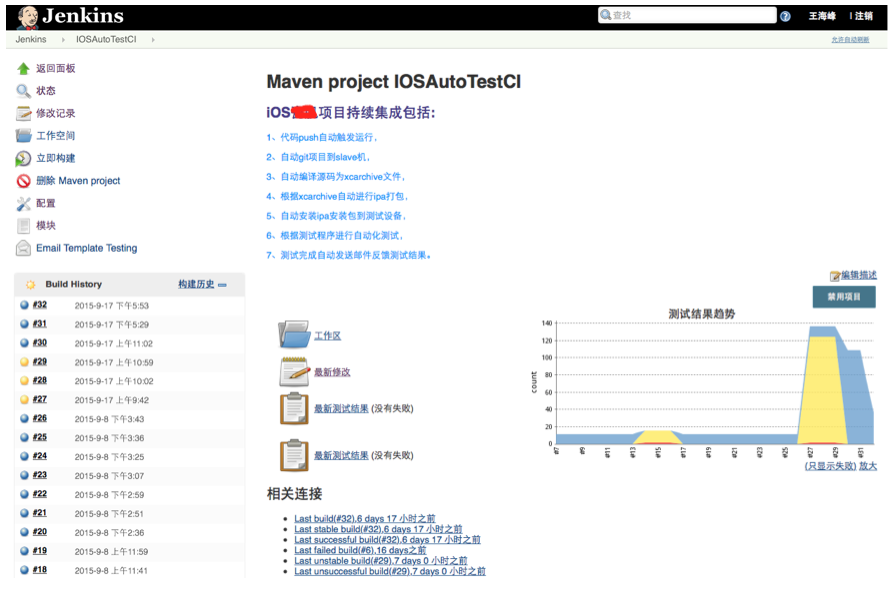 Jenkins
查找
王海峰
注销
Jenkins
IOSAutoTestCI
允许自动刷新
返回面板
状态
修改记录
工作空间
立即构建
删除 Maven project
配置
模块
Email Template Testing
Build History 构建历史
#32 2015-9-17 下午5:53
#31 2015-9-17 下午5:29
#30 2015-9-17 上午11:02
#29 2015-9-17 上午10:59
#28 2015-9-17 上午10:02
#27 2015-9-17 上午9:42
#26 2015-9-8 下午3:43
#25 2015-9-8 下午3:36
#24 2015-9-8 下午3:25
#23 2015-9-8 下午3:07
#22 2015-9-8 下午2:59
#21 2015-9-8 下午2:51
#20 2015-9-8 下午2:36
#19 2015-9-8 上午11:59
#18 2015-9-8 上午11:41
Maven project IOSAutoTestCI
iOS 项目持续集成包括:
1、代码push自动触发运行,
2、自动git项目到slave机,
3、自动编译源码为xcarchive文件,
4、根据xcarchive自动进行ipa打包,
5、自动安装ipa安装包到测试设备,
6、根据测试程序进行自动化测试,
7、测试完成自动发送邮件反馈测试结果。
编辑描述
禁用项目
工作区
最新修改
最新测试结果 (没有失败)
最新测试结果 (没有失败)
测试结果趋势
count
140
120
100
80
60
40
20
0
#7
#9
#11
#13
#15
#17
#19
#21
#23
#25
#27
#29
#31
(只显示失败) 放大
相关连接
Last build(#32),6 days 17 小时之前
Last stable build(#32),6 days 17 小时之前
Last successful build(#32),6 days 17 小时之前
Last failed build(#6),16 days之前
Last unstable build(#29),7 days 0 小时之前
Last unsuccessful build(#29),7 days 0 小时之前